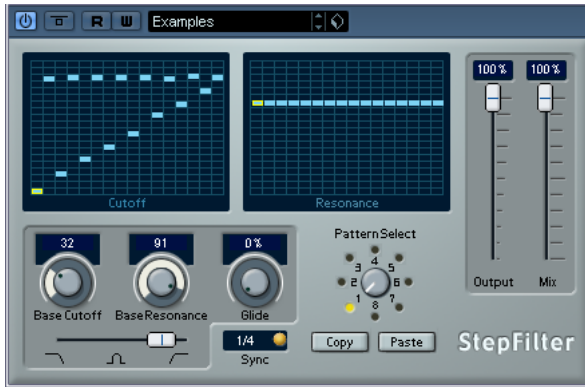 R W Examples
100 % 100 %
Cutoff Resonance
32 91 0 %
Base Cutoff Base Resonance Glide
Pattern Select
1 2 3 4 5 6 7 8
Output Mix
1/4
Sync
Copy Paste
StepFilter